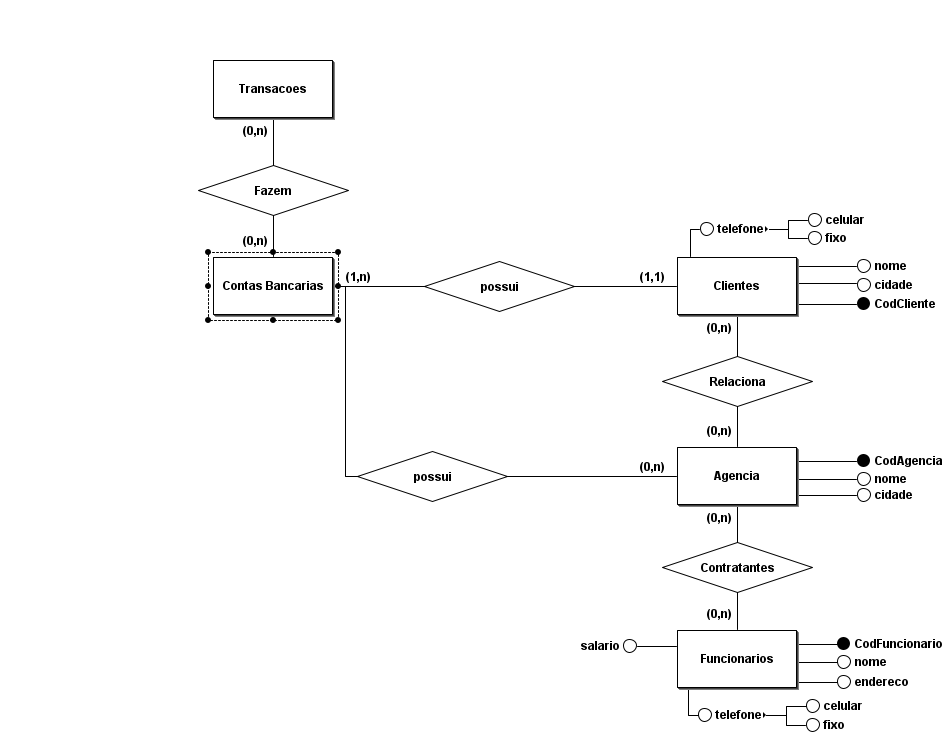 Transacoes
(0,n)
Fazem
(0,n)
Contas Bancarias
(1,n)
possui
(1,1)
Clientes
telefone
celular
fixo
nome
cidade
CodCliente
(0,n)
Relaciona
(0,n)
possui
(0,n)
Agencia
CodAgencia
nome
cidade
(0,n)
Contratantes
(0,n)
salario
Funcionarios
CodFuncionario
nome
endereco
telefone
celular
fixo